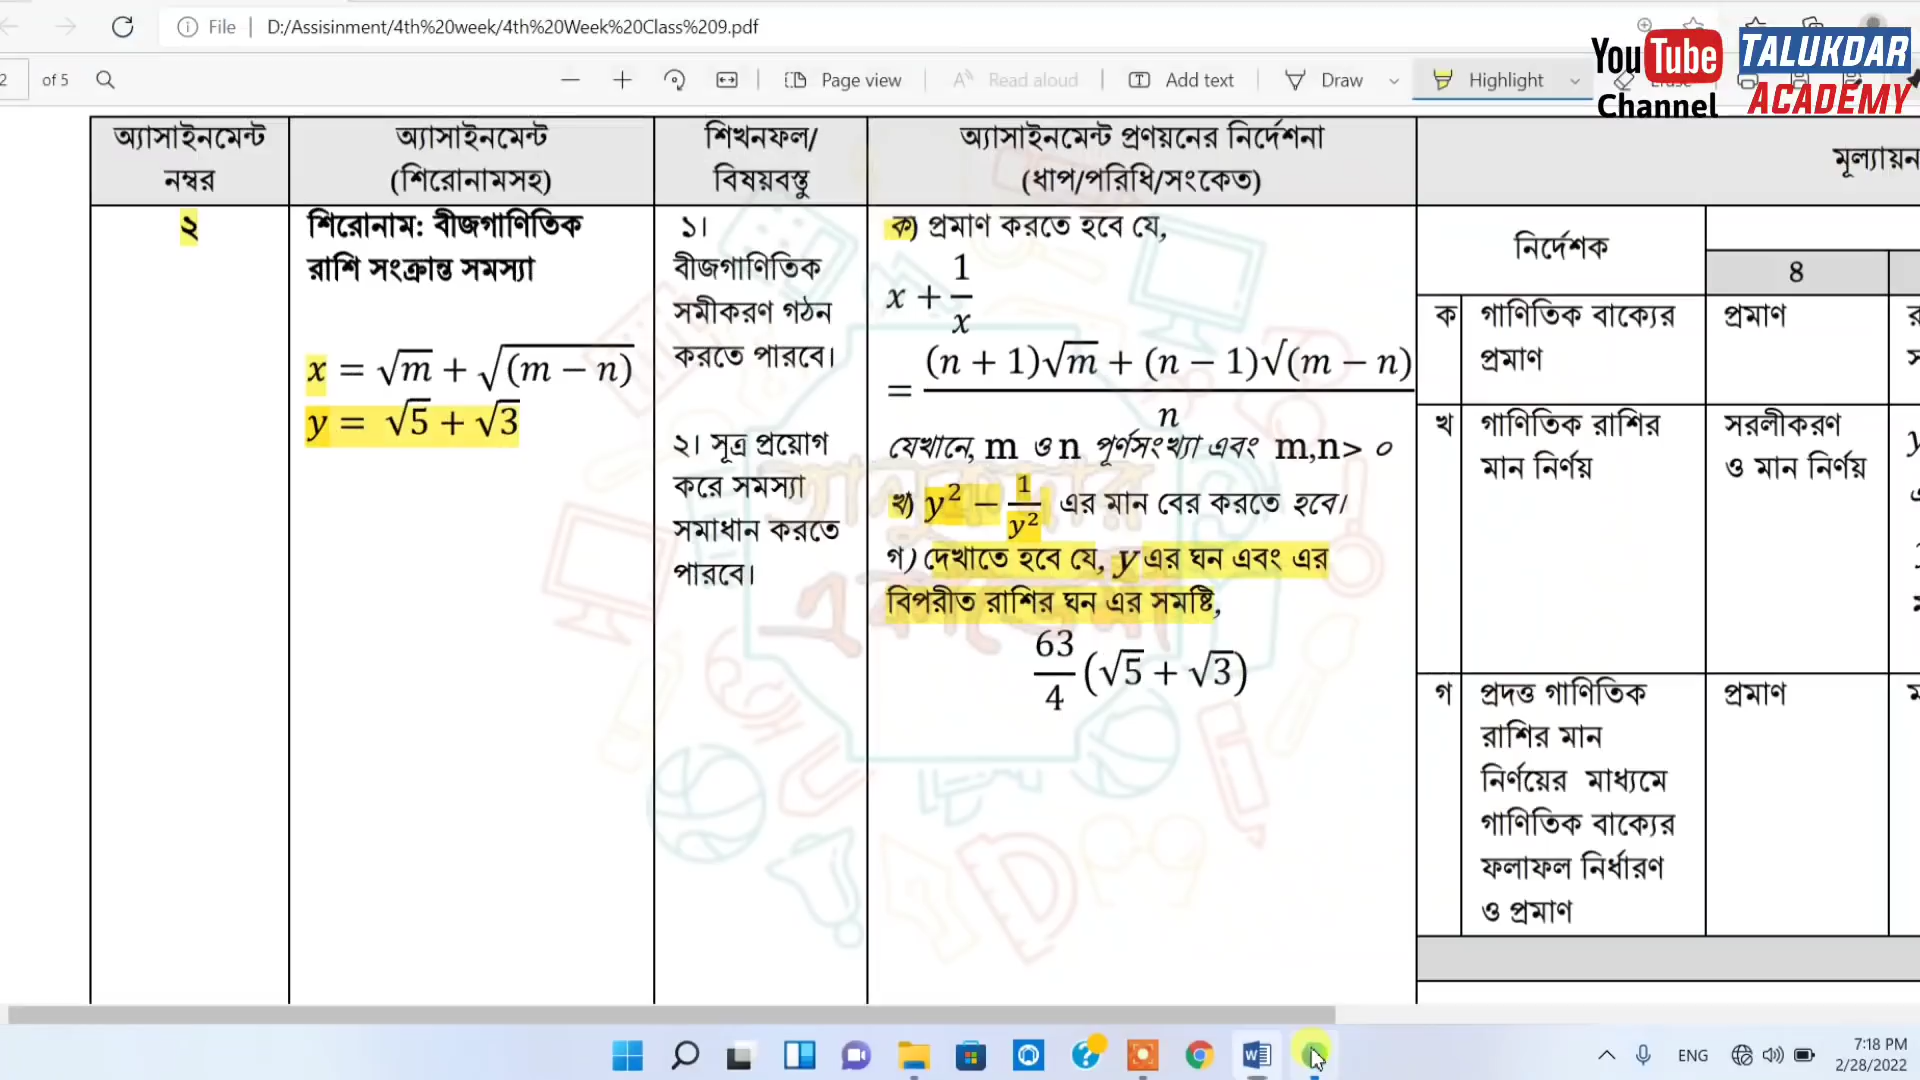 File | D:/Assisinment/4th%20week/4th%20Week%20Class%209.pdf
YouTube Channel
TALUKDAR ACADEMY
2 of 5
Page view
Read aloud
Add text
Draw
Highlight
Erase
অ্যাসাইনমেন্ট নম্বর
অ্যাসাইনমেন্ট (শিরোনামসহ)
শিখনফল/ বিষয়বস্তু
অ্যাসাইনমেন্ট প্রণয়নের নির্দেশনা
(ধাপ/পরিধি/সংকেত)
মূল্যায়ন
২
শিরোনাম: বীজগাণিতিক
রাশি সংক্রান্ত সমস্যা
x = √m + √(m − n)
y = √5 + √3
১।
বীজগাণিতিক
সমীকরণ গঠন
করতে পারবে।
২। সূত্র প্রয়োগ
করে সমস্যা
সমাধান করতে
পারবে।
ক) প্রমাণ করতে হবে যে,
x + 1/x
= ((n + 1)√m + (n − 1)√(m − n))/n
যেখানে, m ও n পূর্ণসংখ্যা এবং m,n> ০
খ) y² − 1/y² এর মান বের করতে হবে।
গ) দেখাতে হবে যে, y এর ঘন এবং এর
বিপরীত রাশির ঘন এর সমষ্টি,
63/4 (√5 + √3)
নির্দেশক
8
ক
গাণিতিক বাক্যের
প্রমাণ
প্রমাণ
খ
গাণিতিক রাশির
মান নির্ণয়
সরলীকরণ
ও মান নির্ণয়
গ
প্রদত্ত গাণিতিক
রাশির মান
নির্ণয়ের মাধ্যমে
গাণিতিক বাক্যের
ফলাফল নির্ধারণ
ও প্রমাণ
প্রমাণ
তালুকদার
একাডেমী
ENG
7:18 PM
2/28/2022